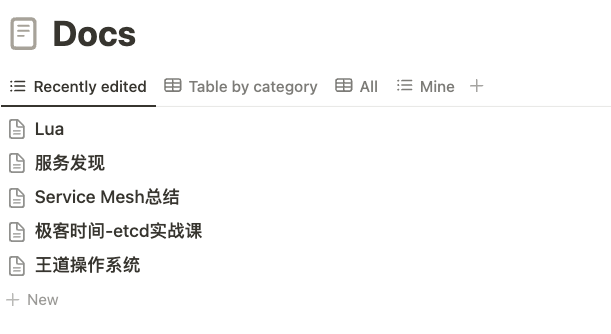 Docs
Recently edited Table by category All Mine
Lua
服务发现
Service Mesh总结
极客时间-etcd实战课
王道操作系统
New